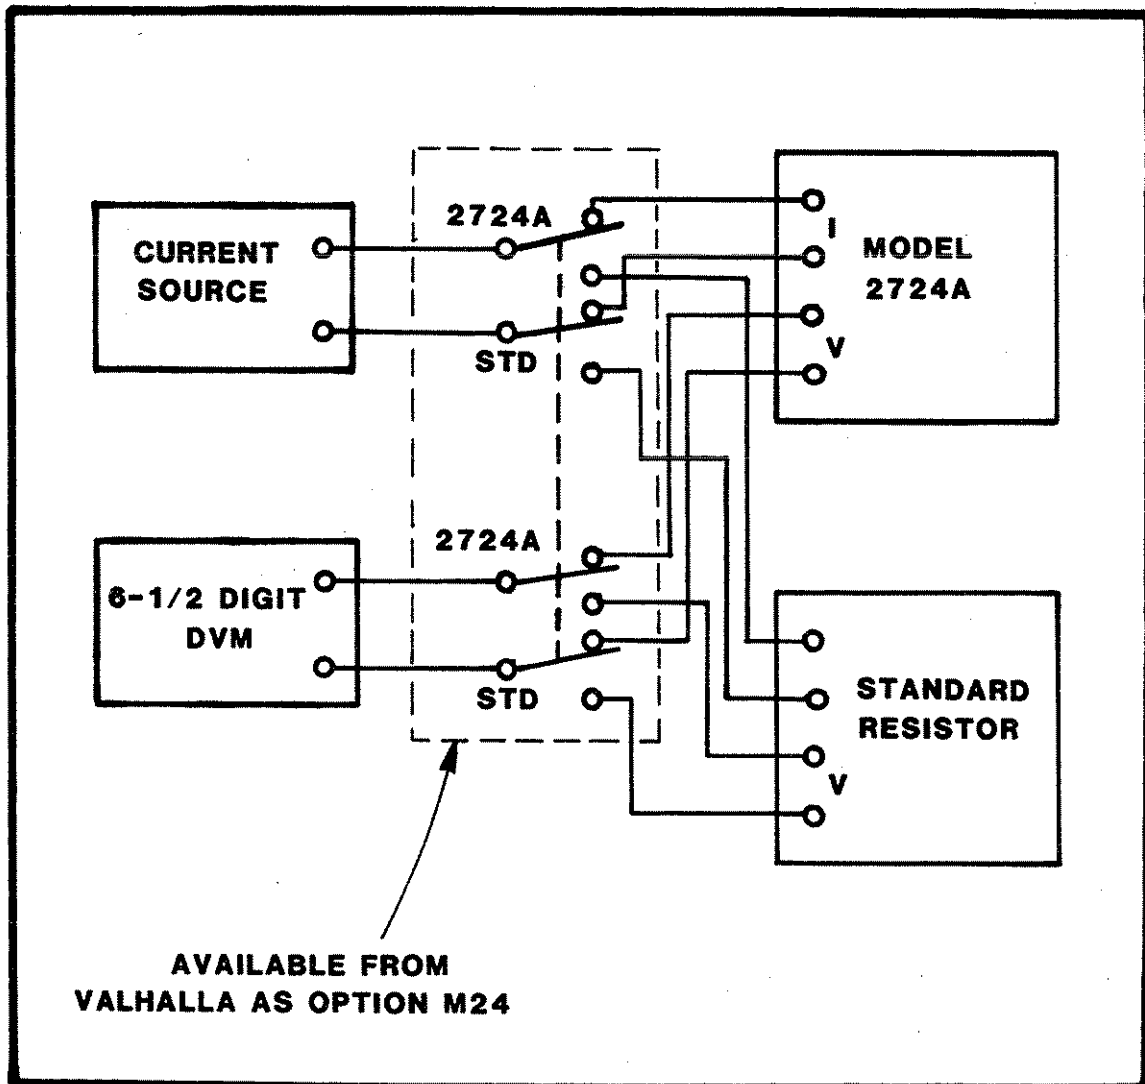 CURRENT
SOURCE
2724A
STD
I
MODEL
2724A
V
6-1/2 DIGIT
DVM
2724A
STD
STANDARD
RESISTOR
V
AVAILABLE FROM
VALHALLA AS OPTION M24